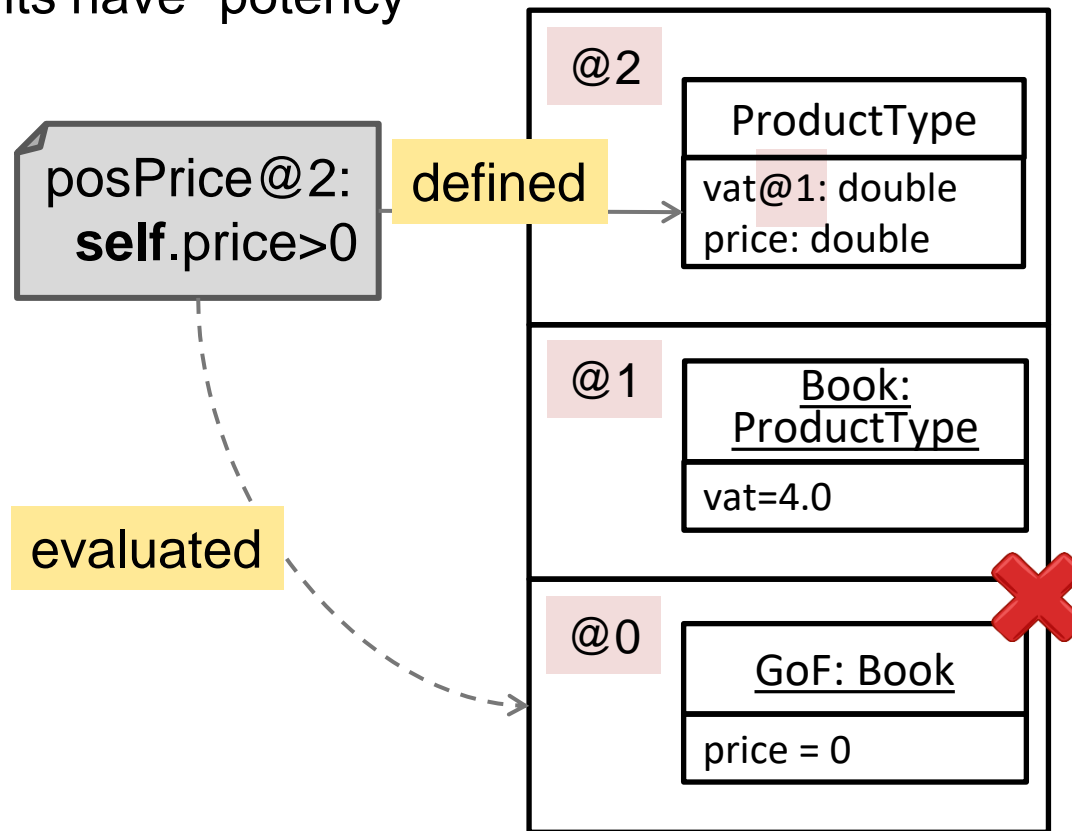 have "potency"
@2
ProductType
posPrice@2:
self.price>0
defined
vat@1: double
price: double
@1
Book:
ProductType
vat=4.0
evaluated
@0
GoF: Book
price = 0